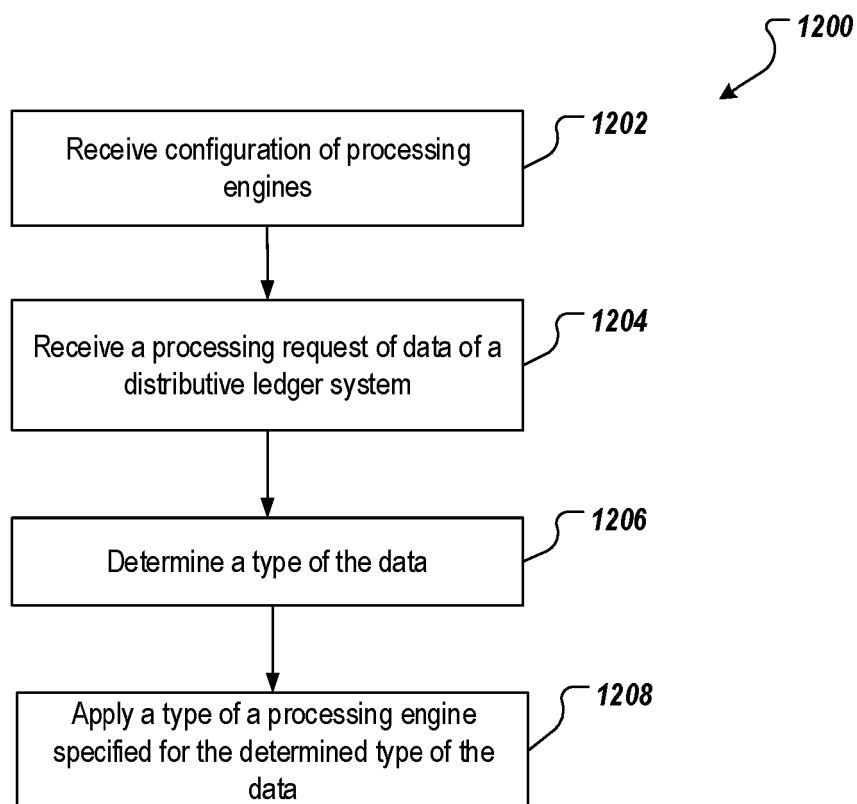 1200
Receive configuration of processing
engines
1202
Receive a processing request of data of a
distributive ledger system
1204
Determine a type of the data
1206
Apply a type of a processing engine
specified for the determined type of the
data
1208